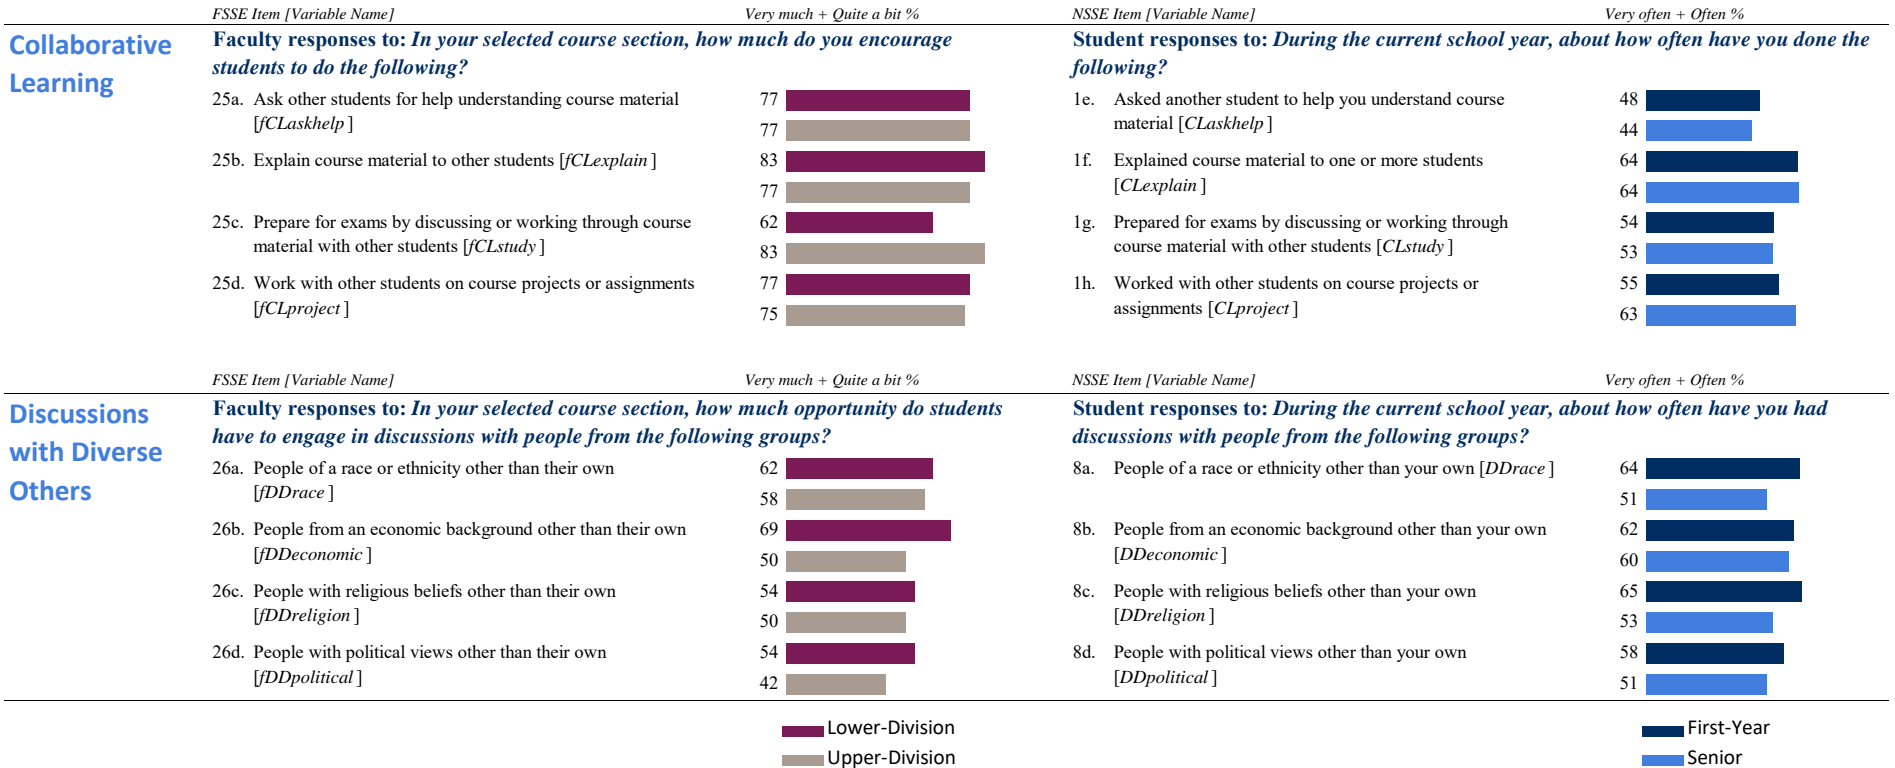 FSSE Item [Variable Name] Very much + Quite a bit % NSSE Item [Variable Name] Very often + Often %
Collaborative
Learning
Faculty responses to: In your selected course section, how much do you encourage
students to do the following?
Student responses to: During the current school year, about how often have you done the
following?
25a. Ask other students for help understanding course material
[fCLaskhelp]
77
77
1e. Asked another student to help you understand course
material [CLaskhelp]
48
44
25b. Explain course material to other students [fCLexplain]
83
77
1f. Explained course material to one or more students
[CLexplain]
64
64
25c. Prepare for exams by discussing or working through course
material with other students [fCLstudy]
62
83
1g. Prepared for exams by discussing or working through
course material with other students [CLstudy]
54
53
25d. Work with other students on course projects or assignments
[fCLproject]
77
75
1h. Worked with other students on course projects or
assignments [CLproject]
55
63
FSSE Item [Variable Name] Very much + Quite a bit % NSSE Item [Variable Name] Very often + Often %
Discussions
with Diverse
Others
Faculty responses to: In your selected course section, how much opportunity do students
have to engage in discussions with people from the following groups?
Student responses to: During the current school year, about how often have you had
discussions with people from the following groups?
26a. People of a race or ethnicity other than their own
[fDDrace]
62
58
8a. People of a race or ethnicity other than your own [DDrace]
64
51
26b. People from an economic background other than their own
[fDDeconomic]
69
50
8b. People from an economic background other than your own
[DDeconomic]
62
60
26c. People with religious beliefs other than their own
[fDDreligion]
54
50
8c. People with religious beliefs other than your own
[DDreligion]
65
53
26d. People with political views other than their own
[fDDpolitical]
54
42
8d. People with political views other than your own
[DDpolitical]
58
51
Lower-Division
Upper-Division
First-Year
Senior